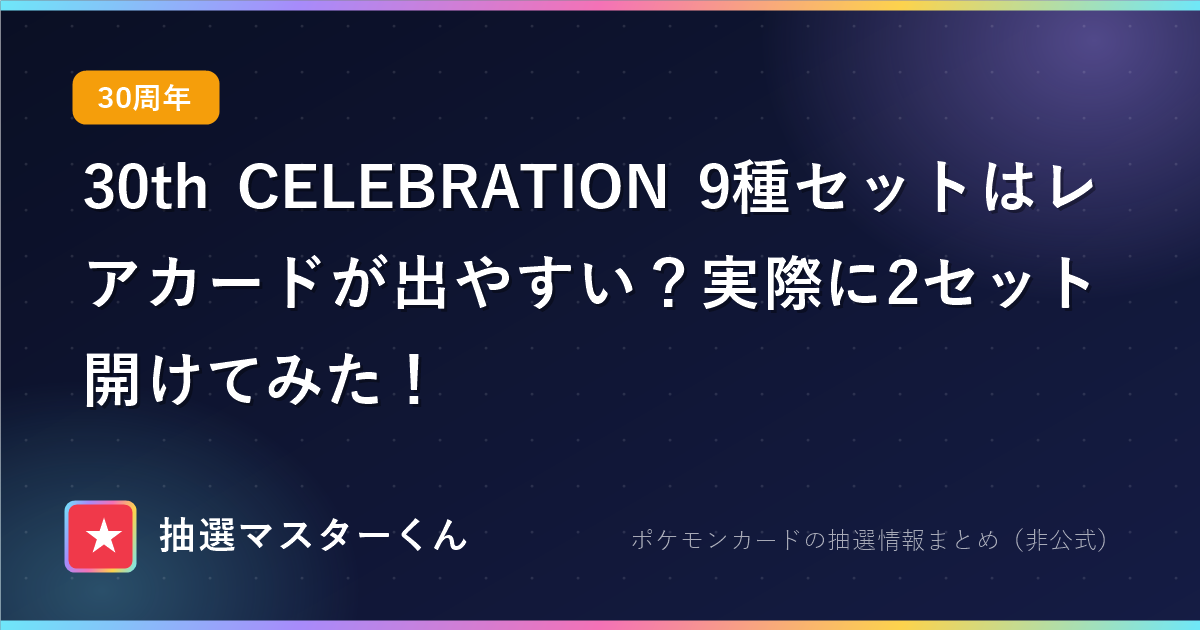 30周年
30th CELEBRATION 9種セットはレ
アカードが出やすい？実際に2セット
開けてみた！
抽選マスターくん
ポケモンカードの抽選情報まとめ（非公式）